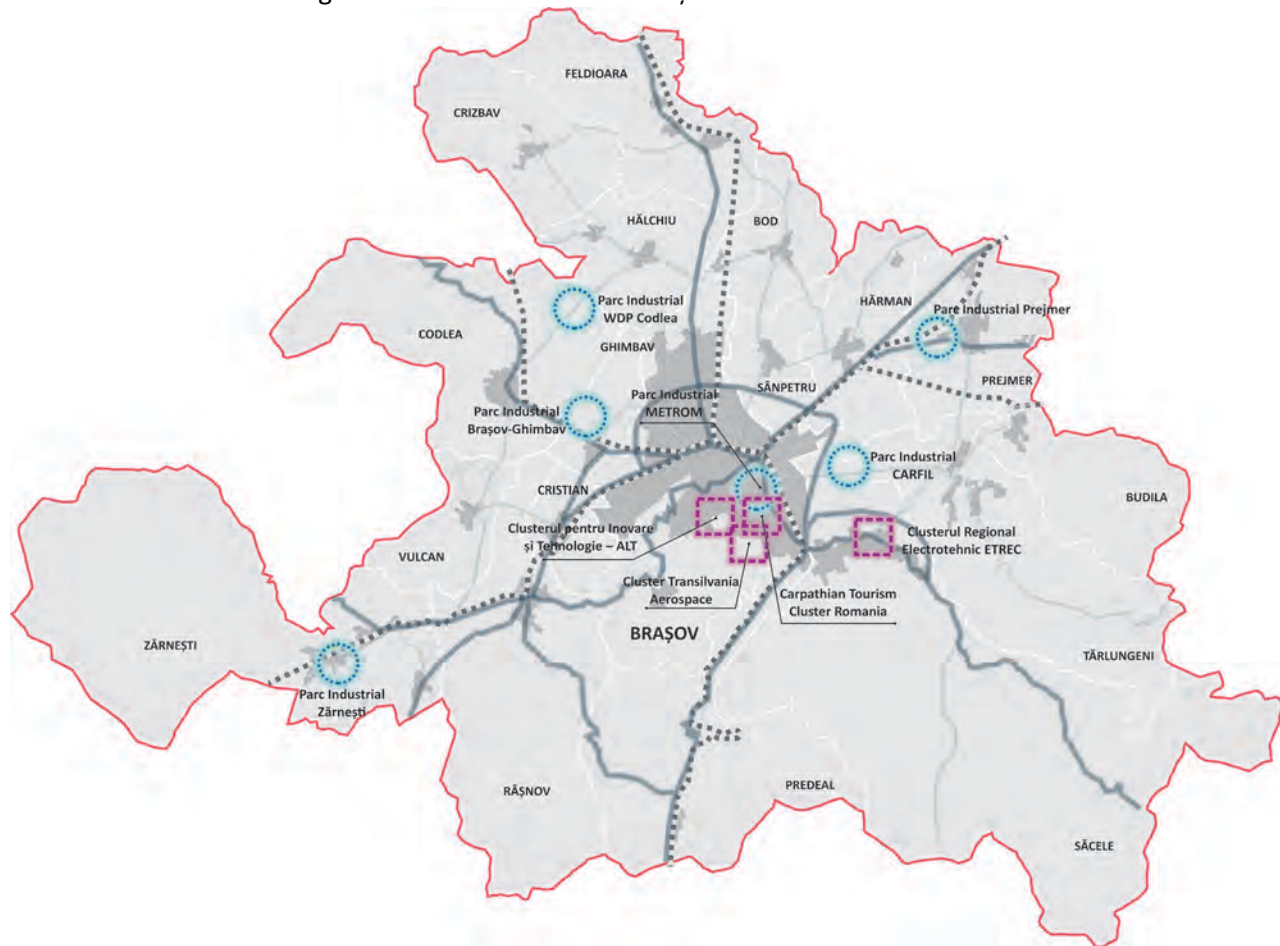 FELDIOARA
CRIZBAV
HĂLCHIU
BOD
HĂRMAN
Parc Industrial
WDP Codlea
Parc Industrial Prejmer
CODLEA
GHIMBAV
SÂNPETRU
PREJMER
Parc Industrial
METROM
Parc Industrial
Brașov-Ghimbav
Parc Industrial
CARFIL
CRISTIAN
BUDILA
Clusterul pentru Inovare
și Tehnologie – ALT
Clusterul Regional
Electrotehnic ETREC
VULCAN
Cluster Transilvania
Aerospace
Carpathian Tourism
Cluster Romania
BRAȘOV
ZĂRNEȘTI
TĂRLUNGENI
Parc Industrial
Zărnești
RÂȘNOV
PREDEAL
SĂCELE